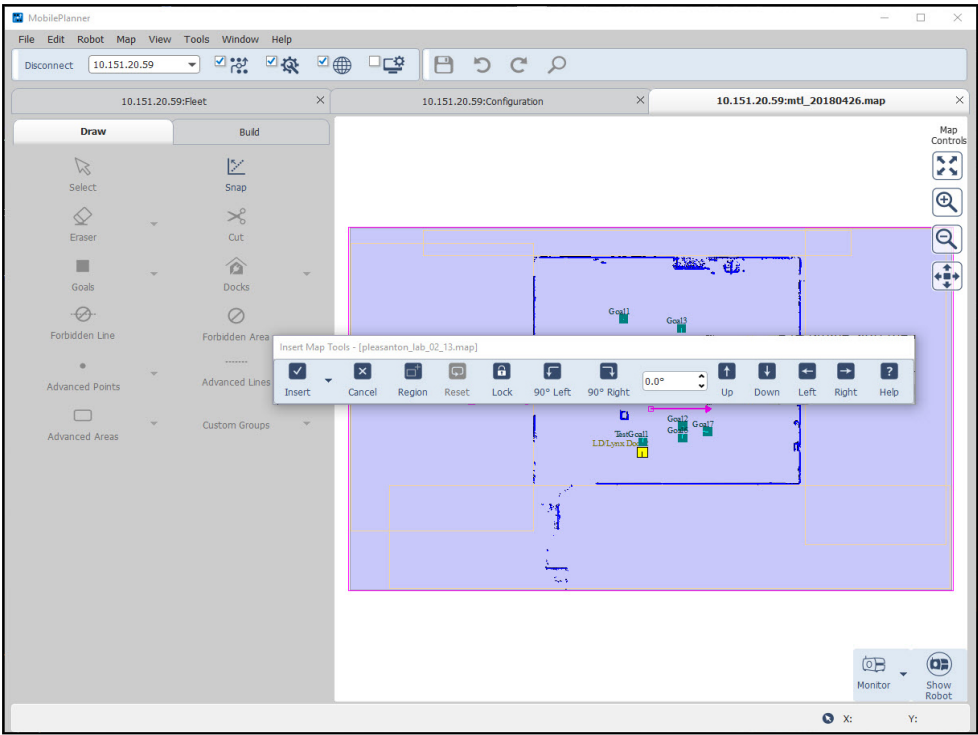 MobilePlanner
File Edit Robot Map View Tools Window Help
Disconnect 10.151.20.59
10.151.20.59:Fleet
10.151.20.59:Configuration
10.151.20.59:mtl_20180426.map
Draw
Build
Map
Controls
Select
Snap
Eraser
Cut
Goals
Docks
Forbidden Line
Forbidden Area
Advanced Points
Advanced Lines
Advanced Areas
Custom Groups
Goal1
Goal3
Insert Map Tools - [pleasanton_lab_02_13.map]
Insert Cancel Region Reset Lock 90° Left 90° Right 0.0° Up Down Left Right Help
Goal2
Goal7
TestGoal1
LD/Lynx
Monitor
Show
Robot
X: Y: